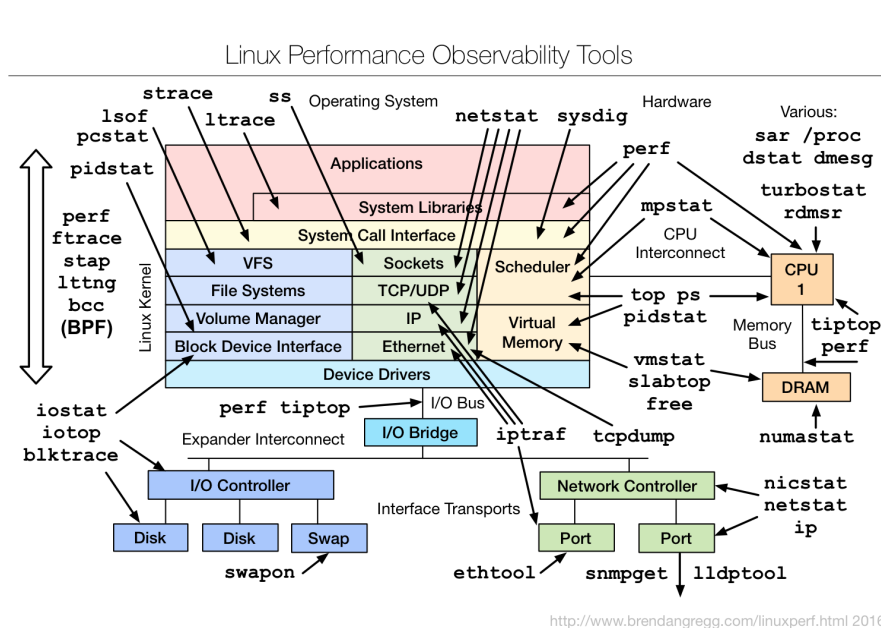 Linux Performance Observability Tools
strace
ss
Operating System
Hardware
Various:
lsof
pcstat
ltrace
netstat
sysdig
sar /proc
dstat dmesg
pidstat
perf
turbostat
rdmsr
mpstat
Applications
System Libraries
System Call Interface
CPU
Interconnect
perf
ftrace
stap
lttng
bcc
(BPF)
Linux Kernel
VFS
Sockets
Scheduler
File Systems
TCP/UDP
Volume Manager
IP
Virtual
Memory
Block Device Interface
Ethernet
Device Drivers
CPU
1
top ps
pidstat
Memory
Bus
tiptop
perf
vmstat
slabtop
free
DRAM
numastat
iostat
iotop
blktrace
perf tiptop
I/O Bus
I/O Bridge
iptraf
tcpdump
Expander Interconnect
I/O Controller
Interface Transports
Network Controller
nicstat
netstat
ip
Disk
Disk
Swap
Port
Port
swapon
ethtool
snmpget
lldptool
http://www.brendangregg.com/linuxperf.html 2016